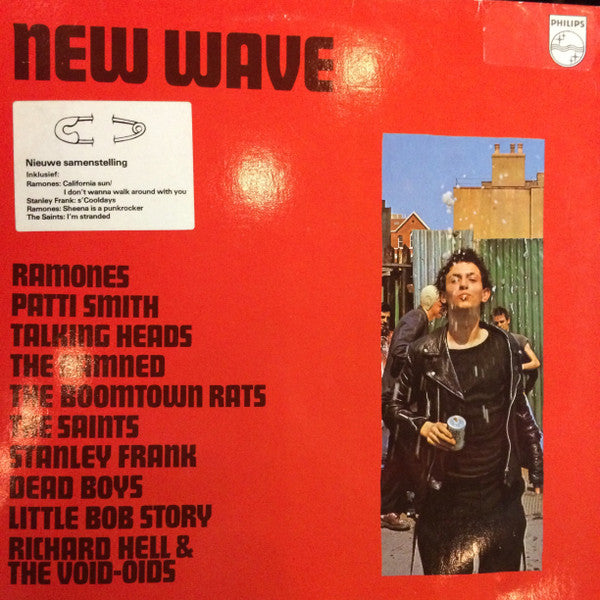 NEW WAVE
PHILIPS
Nieuwe samenstelling
Inklusief:
Ramones: California sun/
I don't wanna walk around with you
Stanley Frank: s'Cooldays
Ramones: Sheena is a punkrocker
The Saints: I'm stranded
RAMONES
PATTI SMITH
TALKING HEADS
THE DAMNED
THE BOOMTOWN RATS
THE SAINTS
STANLEY FRANK
DEAD BOYS
LITTLE BOB STORY
RICHARD HELL &
THE VOID-OIDS